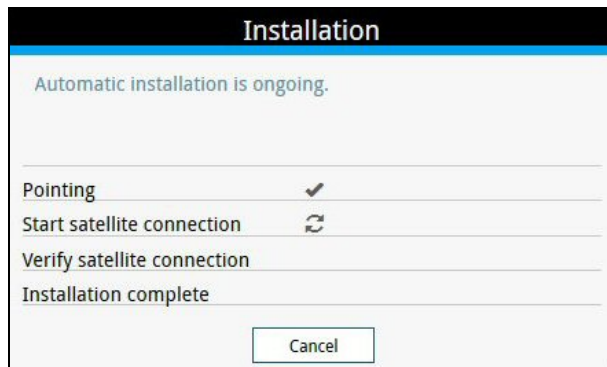 Installation
Automatic installation is ongoing.
Pointing
Start satellite connection
Verify satellite connection
Installation complete
Cancel